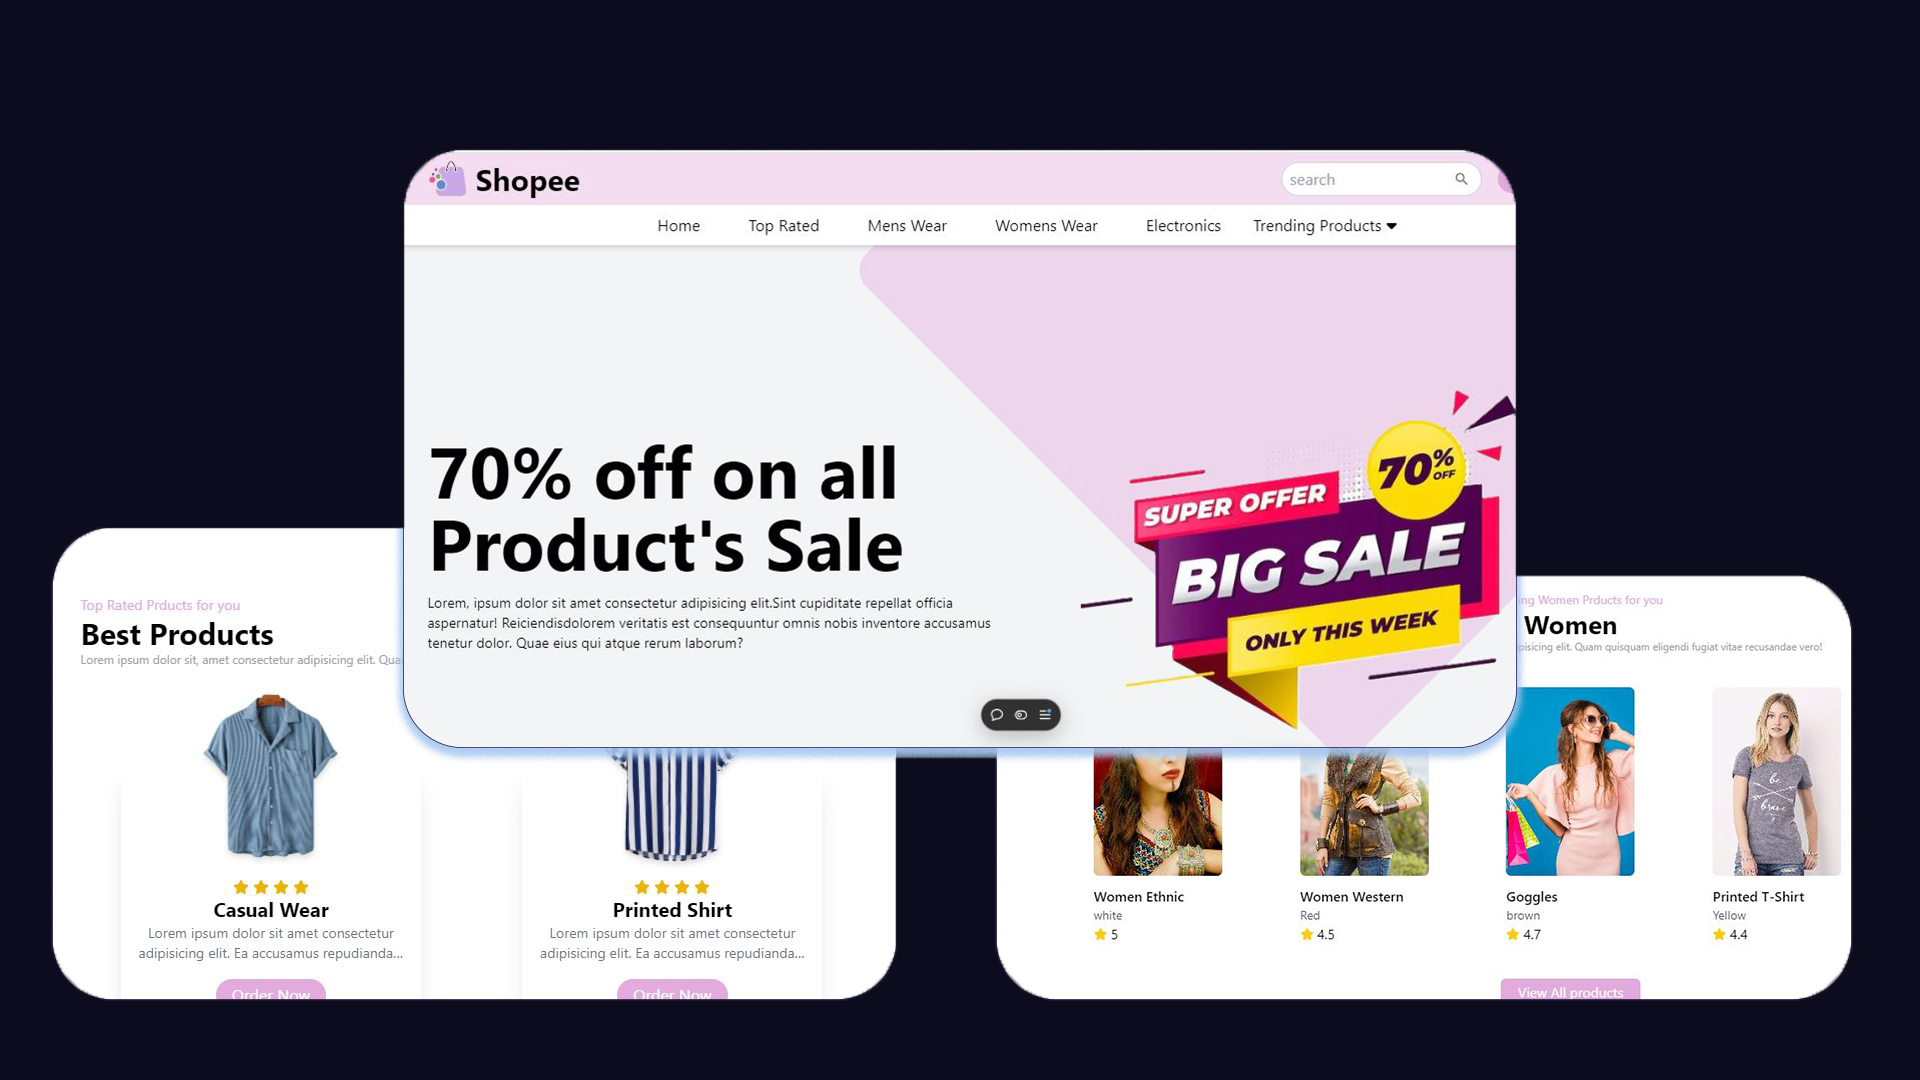 Shopee
search
Home Top Rated Mens Wear Womens Wear Electronics Trending Products
70% off on all
Product's Sale
Lorem, ipsum dolor sit amet consectetur adipisicing elit.Sint cupiditate repellat officia
aspernatur! Reiciendisdolorem veritatis est consequuntur omnis nobis inventore accusamus
tenetur dolor. Quae eius qui atque rerum laborum?
70%
OFF
SUPER OFFER
BIG SALE
ONLY THIS WEEK
Top Rated Prducts for you
Best Products
Lorem ipsum dolor sit, amet consectetur adipisicing elit.
Casual Wear
Lorem ipsum dolor sit amet consectetur
adipisicing elit. Ea accusamus repudianda...
Order Now
Printed Shirt
Lorem ipsum dolor sit amet consectetur
adipisicing elit. Ea accusamus repudianda...
Order Now
Women Prducts for you
Women
elit. Quam quisquam eligendi fugiat vitae recusandae vero!
be
brave
Women Ethnic
white
5
Women Western
Red
4.5
Goggles
brown
4.7
Printed T-Shirt
Yellow
4.4
View All products